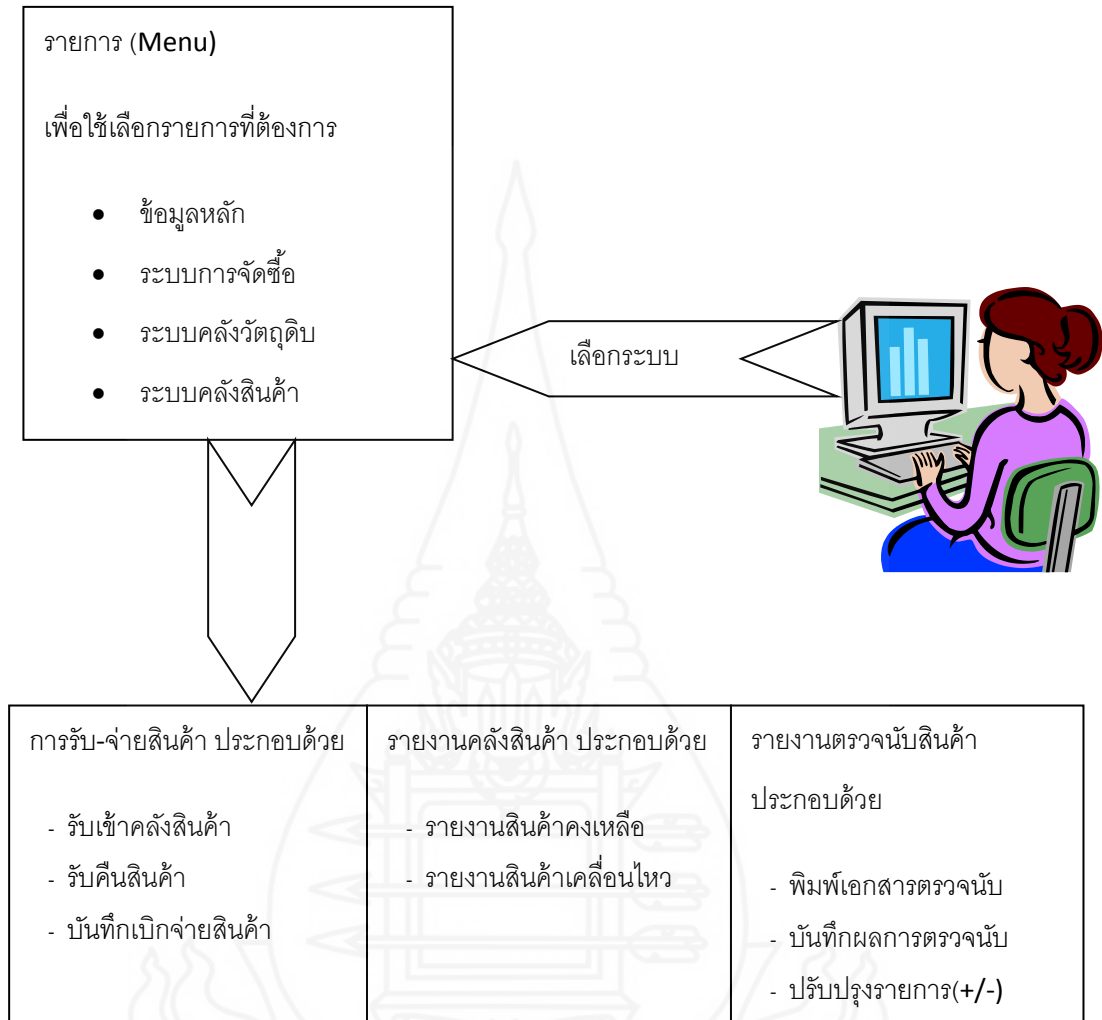 รายการ (Menu)
เพื่อใช้เลือกรายการที่ต้องการ
● ข้อมูลหลัก
● ระบบการจัดซื้อ
● ระบบคลังวัตถุดิบ
● ระบบคลังสินค้า
เลือกระบบ
การรับ-จ่ายสินค้า ประกอบด้วย
- รับเข้าคลังสินค้า
- รับคืนสินค้า
- บันทึกเบิกจ่ายสินค้า
รายงานคลังสินค้า ประกอบด้วย
- รายงานสินค้าคงเหลือ
- รายงานสินค้าเคลื่อนไหว
รายงานตรวจนับสินค้า
ประกอบด้วย
- พิมพ์เอกสารตรวจนับ
- บันทึกผลการตรวจนับ
- ปรับปรุงรายการ(+/-)